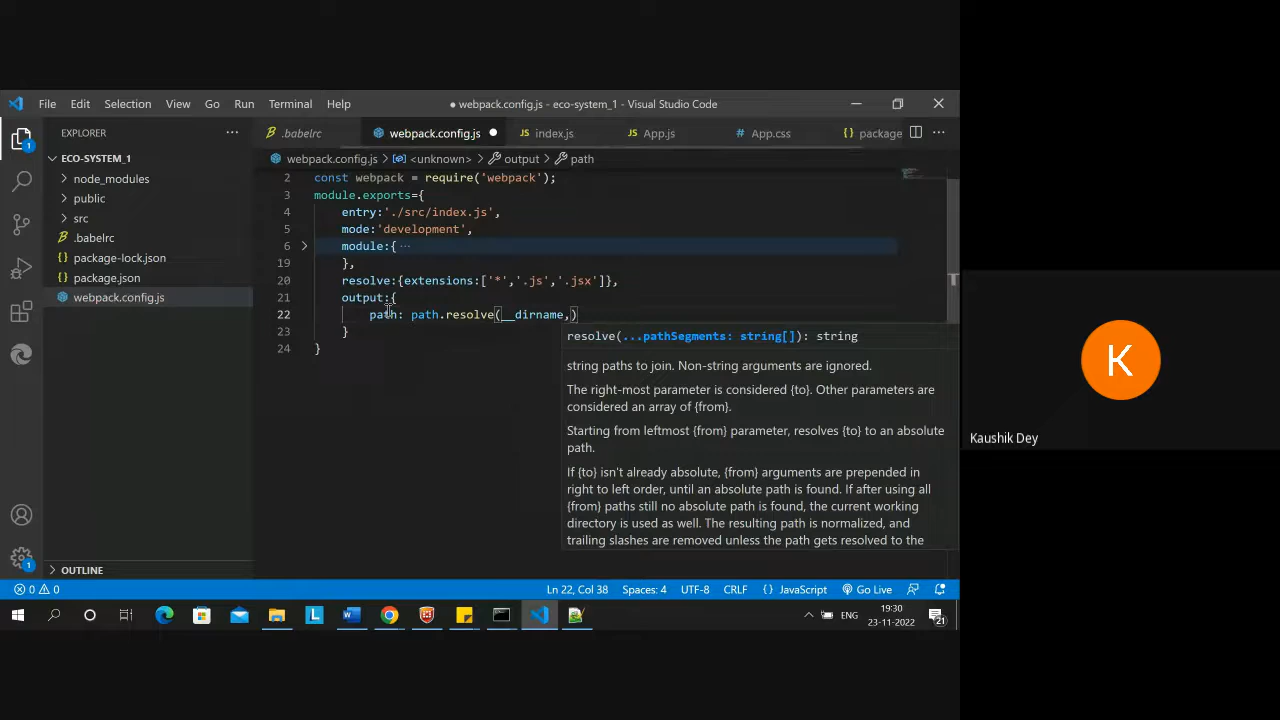 File Edit Selection View Go Run Terminal Help
● webpack.config.js - eco-system_1 - Visual Studio Code
EXPLORER ···
.babelrc webpack.config.js ● index.js App.js App.css package ···
webpack.config.js > <unknown> > output > path
ECO-SYSTEM_1
node_modules
public
src
.babelrc
package-lock.json
package.json
webpack.config.js
2 const webpack = require('webpack');
3 module.exports={
4 entry:'./src/index.js',
5 mode:'development',
6 module:{ ···
19 },
20 resolve:{extensions:['*','.js','.jsx']},
21 output:{
22 path: path.resolve(__dirname,)
23 }
24 }
resolve(...pathSegments: string[]): string
string paths to join. Non-string arguments are ignored.
The right-most parameter is considered {to}. Other parameters are
considered an array of {from}.
Starting from leftmost {from} parameter, resolves {to} to an absolute
path.
If {to} isn't already absolute, {from} arguments are prepended in
right to left order, until an absolute path is found. If after using all
{from} paths still no absolute path is found, the current working
directory is used as well. The resulting path is normalized, and
trailing slashes are removed unless the path gets resolved to the
OUTLINE
1
1
0 0 Ln 22, Col 38 Spaces: 4 UTF-8 CRLF {} JavaScript Go Live
L W ENG 19:30
23-11-2022 21
K
Kaushik Dey